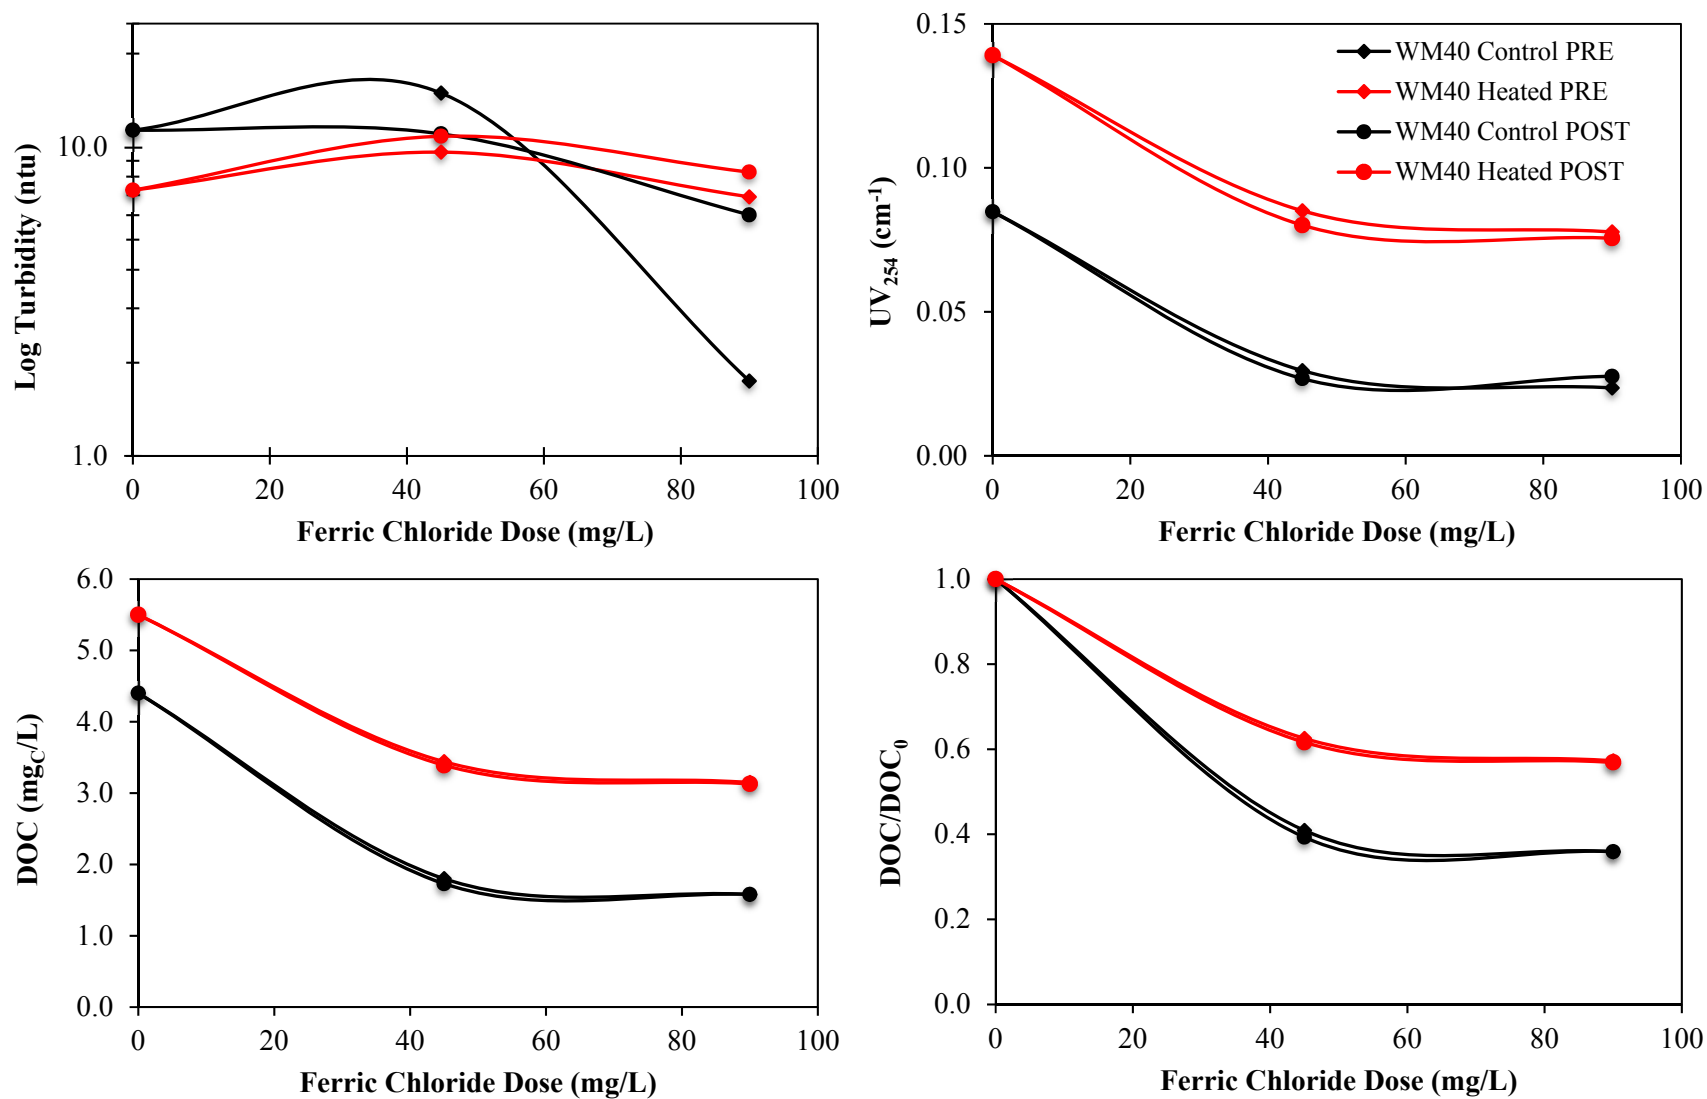 Log Turbidity (ntu)
10.0
1.0
0 20 40 60 80 100
Ferric Chloride Dose (mg/L)
UV254 (cm-1)
0.15
0.10
0.05
0.00
WM40 Control PRE
WM40 Heated PRE
WM40 Control POST
WM40 Heated POST
0 20 40 60 80 100
Ferric Chloride Dose (mg/L)
DOC (mgC/L)
6.0
5.0
4.0
3.0
2.0
1.0
0.0
0 20 40 60 80 100
Ferric Chloride Dose (mg/L)
DOC/DOC0
1.0
0.8
0.6
0.4
0.2
0.0
0 20 40 60 80 100
Ferric Chloride Dose (mg/L)